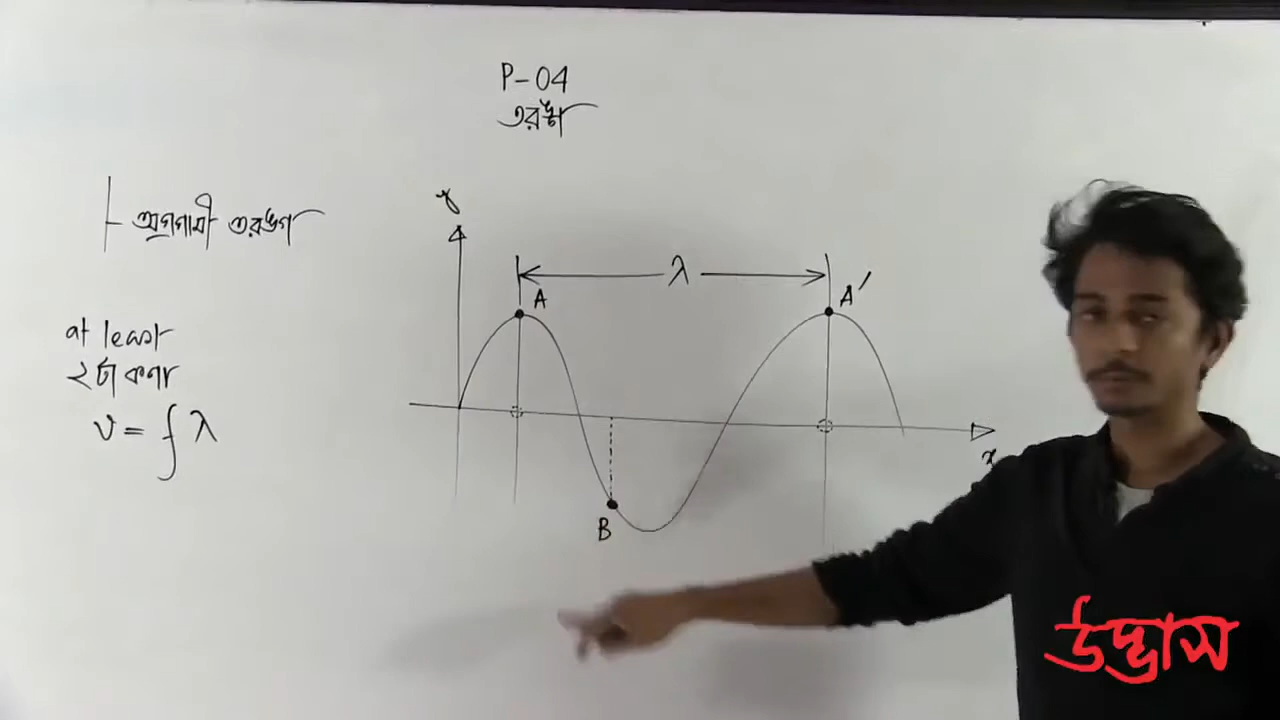 P-04
তরঙ্গ
অগ্রগামী তরঙ্গ
at least
২টা কণা
v = f λ
y
λ
A
A'
B
x
উদ্ভাস